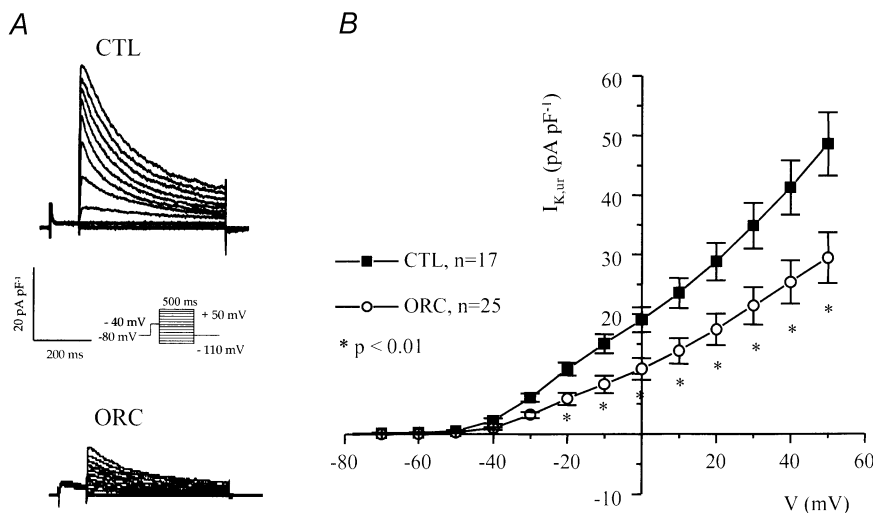 A
CTL
20 pA pF-1
200 ms
500 ms
- 40 mV
+ 50 mV
-80 mV
- 110 mV
ORC
B
I K,ur (pA pF-1)
60
50
40
30
20
-10
CTL, n=17
ORC, n=25
* p < 0.01
* * * * * * * *
-80 -60 -40 -20 0 20 40 60
V (mV)